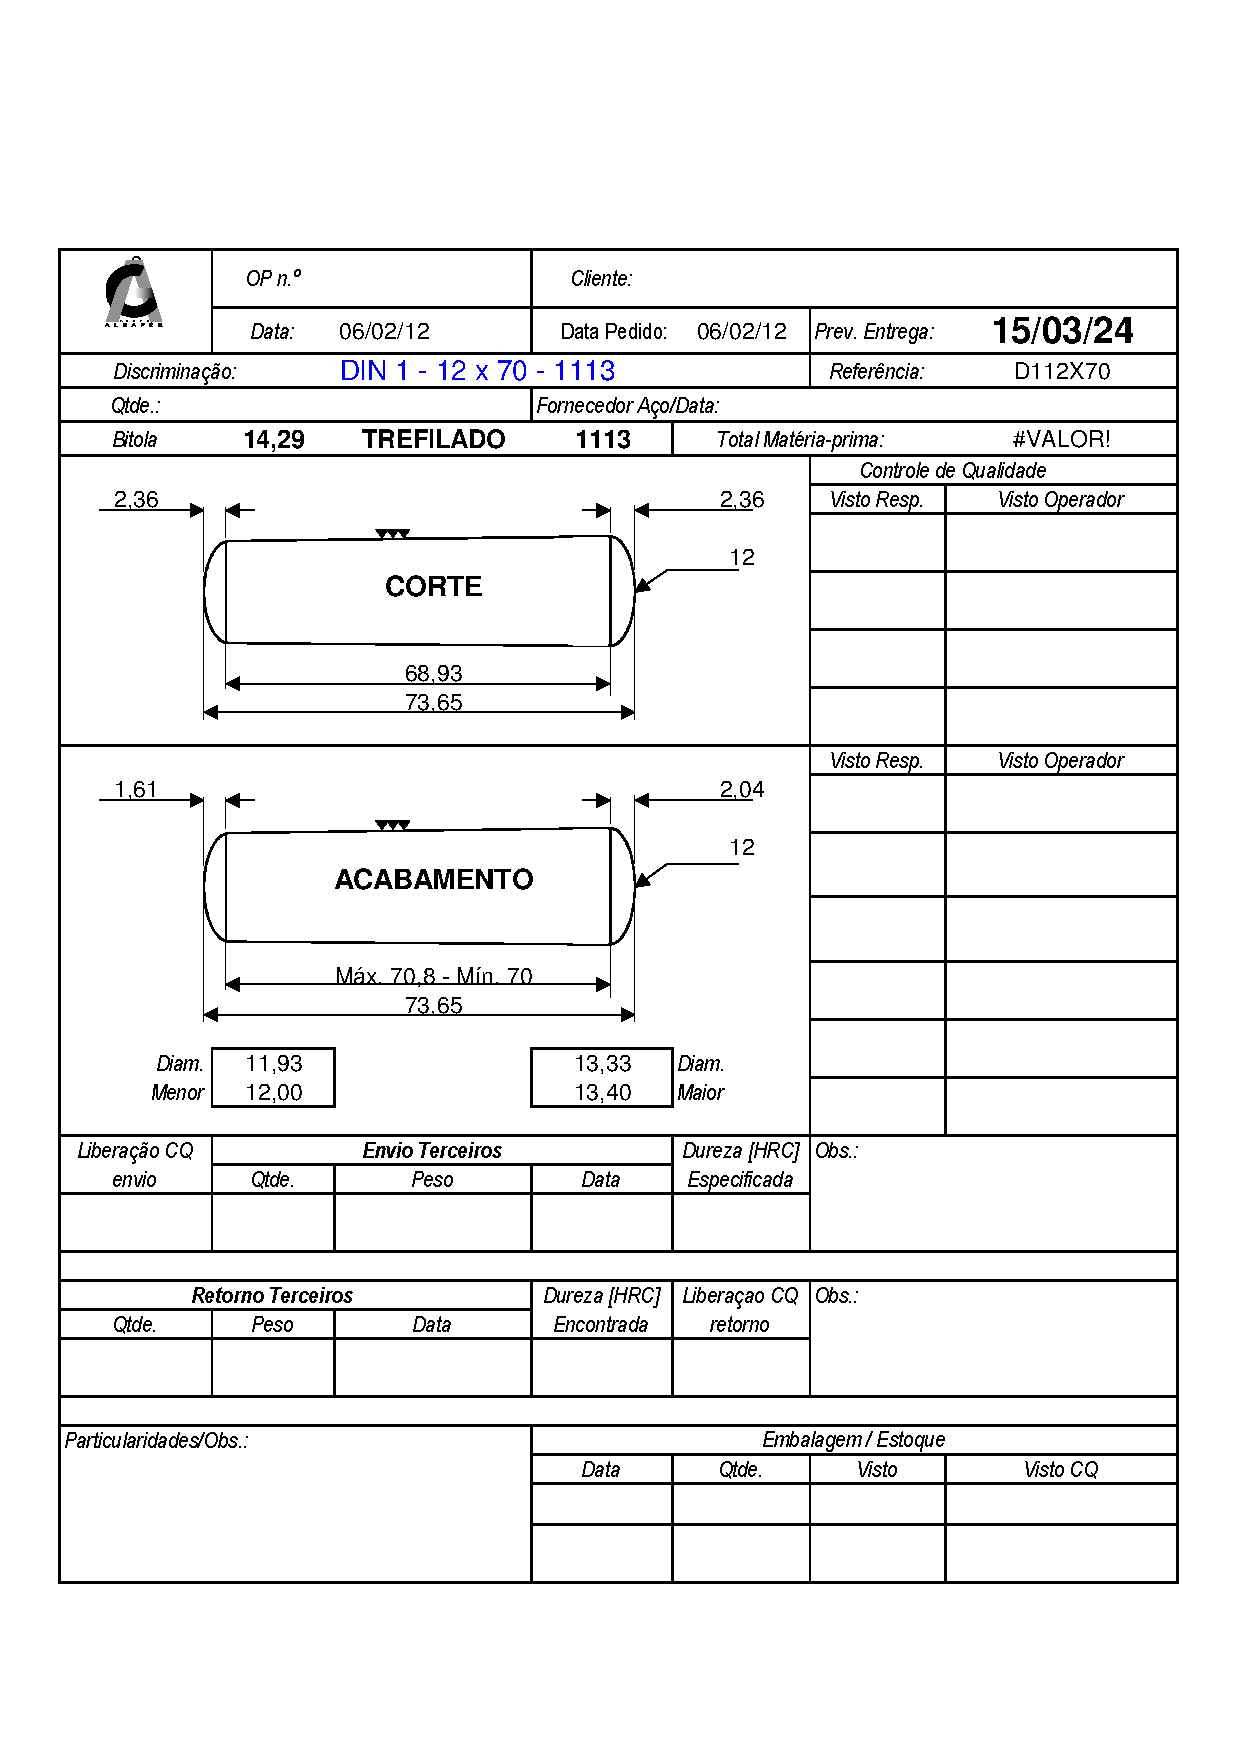 OP n.º Cliente:
ALBAPER
Data: 06/02/12 Data Pedido: 06/02/12 Prev. Entrega: 15/03/24
Discriminação: DIN 1 - 12 x 70 - 1113 Referência: D112X70
Qtde.: Fornecedor Aço/Data:
Bitola 14,29 TREFILADO 1113 Total Matéria-prima: #VALOR!
Controle de Qualidade
2,36 2,36 Visto Resp. Visto Operador
12
CORTE
68,93
73,65
Visto Resp. Visto Operador
1,61 2,04
12
ACABAMENTO
Máx. 70,8 - Mín. 70
73,65
Diam. 11,93 13,33 Diam.
Menor 12,00 13,40 Maior
Liberação CQ Envio Terceiros Dureza [HRC] Obs.:
envio Qtde. Peso Data Especificada
Retorno Terceiros Dureza [HRC] Liberaçao CQ Obs.:
Qtde. Peso Data Encontrada retorno
Particularidades/Obs.: Embalagem / Estoque
Data Qtde. Visto Visto CQ